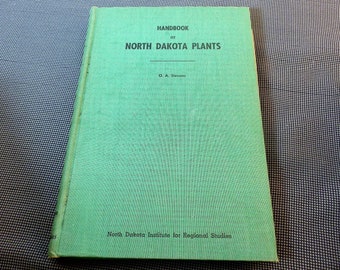 HANDBOOK
OF
NORTH DAKOTA PLANTS
O. A. Stevens
North Dakota Institute for Regional Studies